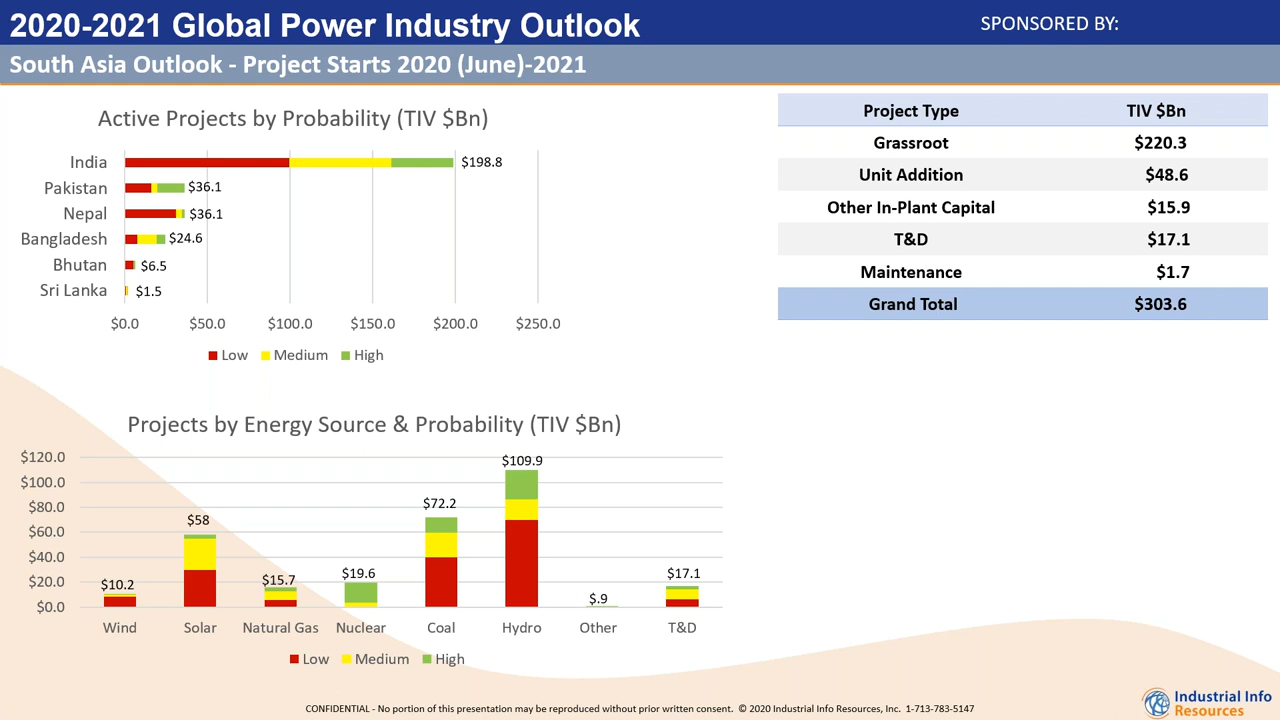 2020-2021 Global Power Industry Outlook
SPONSORED BY:
South Asia Outlook - Project Starts 2020 (June)-2021
Active Projects by Probability (TIV $Bn)
India $198.8
Pakistan $36.1
Nepal $36.1
Bangladesh $24.6
Bhutan $6.5
Sri Lanka $1.5
$0.0 $50.0 $100.0 $150.0 $200.0 $250.0
Low Medium High
Project Type TIV $Bn
Grassroot $220.3
Unit Addition $48.6
Other In-Plant Capital $15.9
T&D $17.1
Maintenance $1.7
Grand Total $303.6
Projects by Energy Source & Probability (TIV $Bn)
$120.0
$100.0
$80.0
$60.0
$40.0
$20.0
$0.0
$10.2 $58 $15.7 $19.6 $72.2 $109.9 $.9 $17.1
Wind Solar Natural Gas Nuclear Coal Hydro Other T&D
Low Medium High
CONFIDENTIAL - No portion of this presentation may be reproduced without prior written consent. © 2020 Industrial Info Resources, Inc. 1-713-783-5147
Industrial Info
Resources